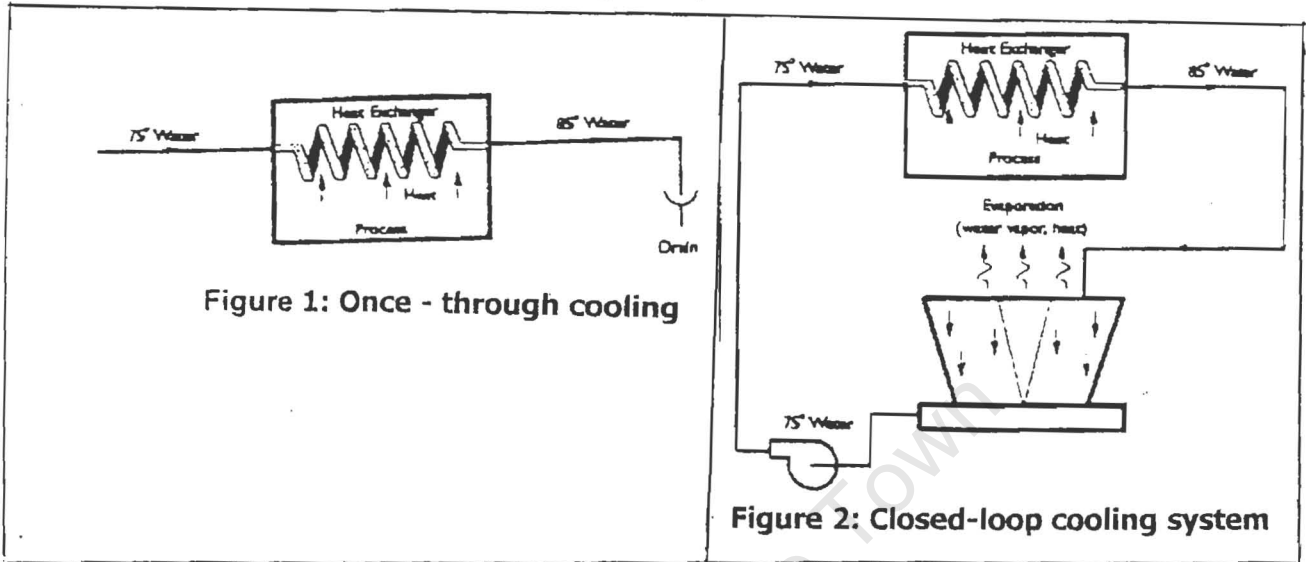 75° Water
Heat Exchanger
85° Water
Heat
Process
Drain
Figure 1: Once - through cooling
75° Water
Heat Exchanger
85° Water
Heat
Process
Evaporation
(water vapor, heat)
75° Water
Figure 2: Closed-loop cooling system
Town